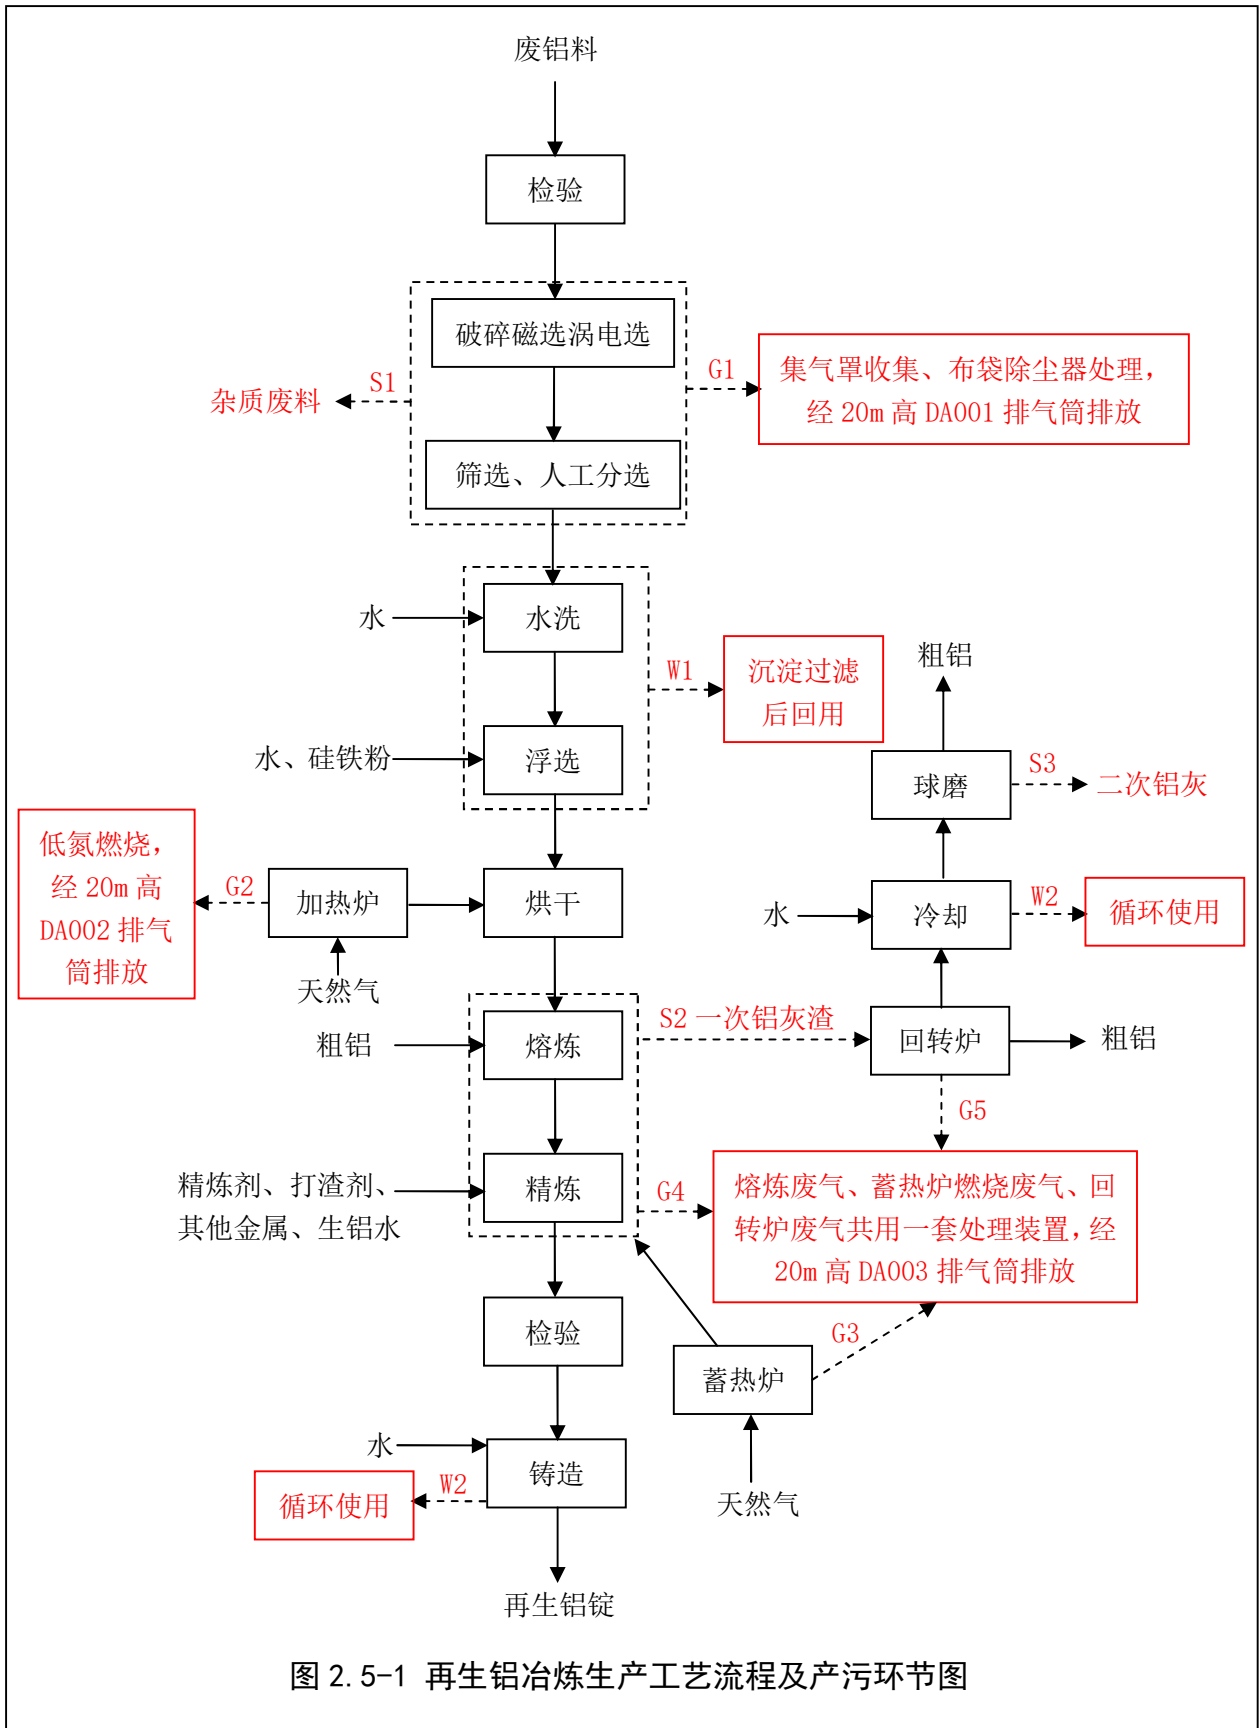 废铝料
检验
破碎磁选涡电选
S1
杂质废料
G1
集气罩收集、布袋除尘器处理，
经 20m 高 DA001 排气筒排放
筛选、人工分选
水
水洗
W1
沉淀过滤
后回用
水、硅铁粉
浮选
粗铝
球磨
S3
二次铝灰
低氮燃烧，
经 20m 高
DA002 排气
筒排放
G2
加热炉
天然气
烘干
水
冷却
W2
循环使用
粗铝
熔炼
S2 一次铝灰渣
回转炉
粗铝
G5
精炼剂、打渣剂、
其他金属、生铝水
精炼
G4
熔炼废气、蓄热炉燃烧废气、回
转炉废气共用一套处理装置，经
20m 高 DA003 排气筒排放
检验
G3
蓄热炉
天然气
水
铸造
W2
循环使用
再生铝锭
图 2.5-1 再生铝冶炼生产工艺流程及产污环节图